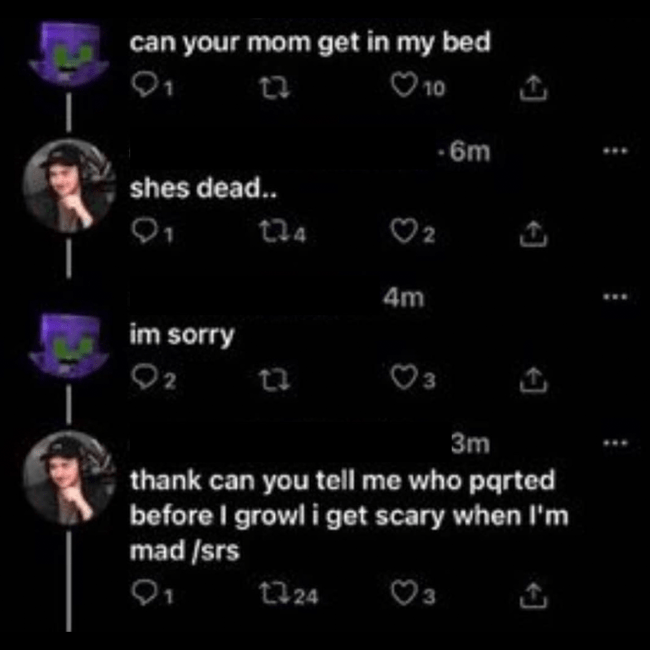 can your mom get in my bed
1 10
· 6m
shes dead..
1 4 2
4m
im sorry
2 3
3m
thank can you tell me who pqrted
before I growl i get scary when I'm
mad /srs
1 24 3